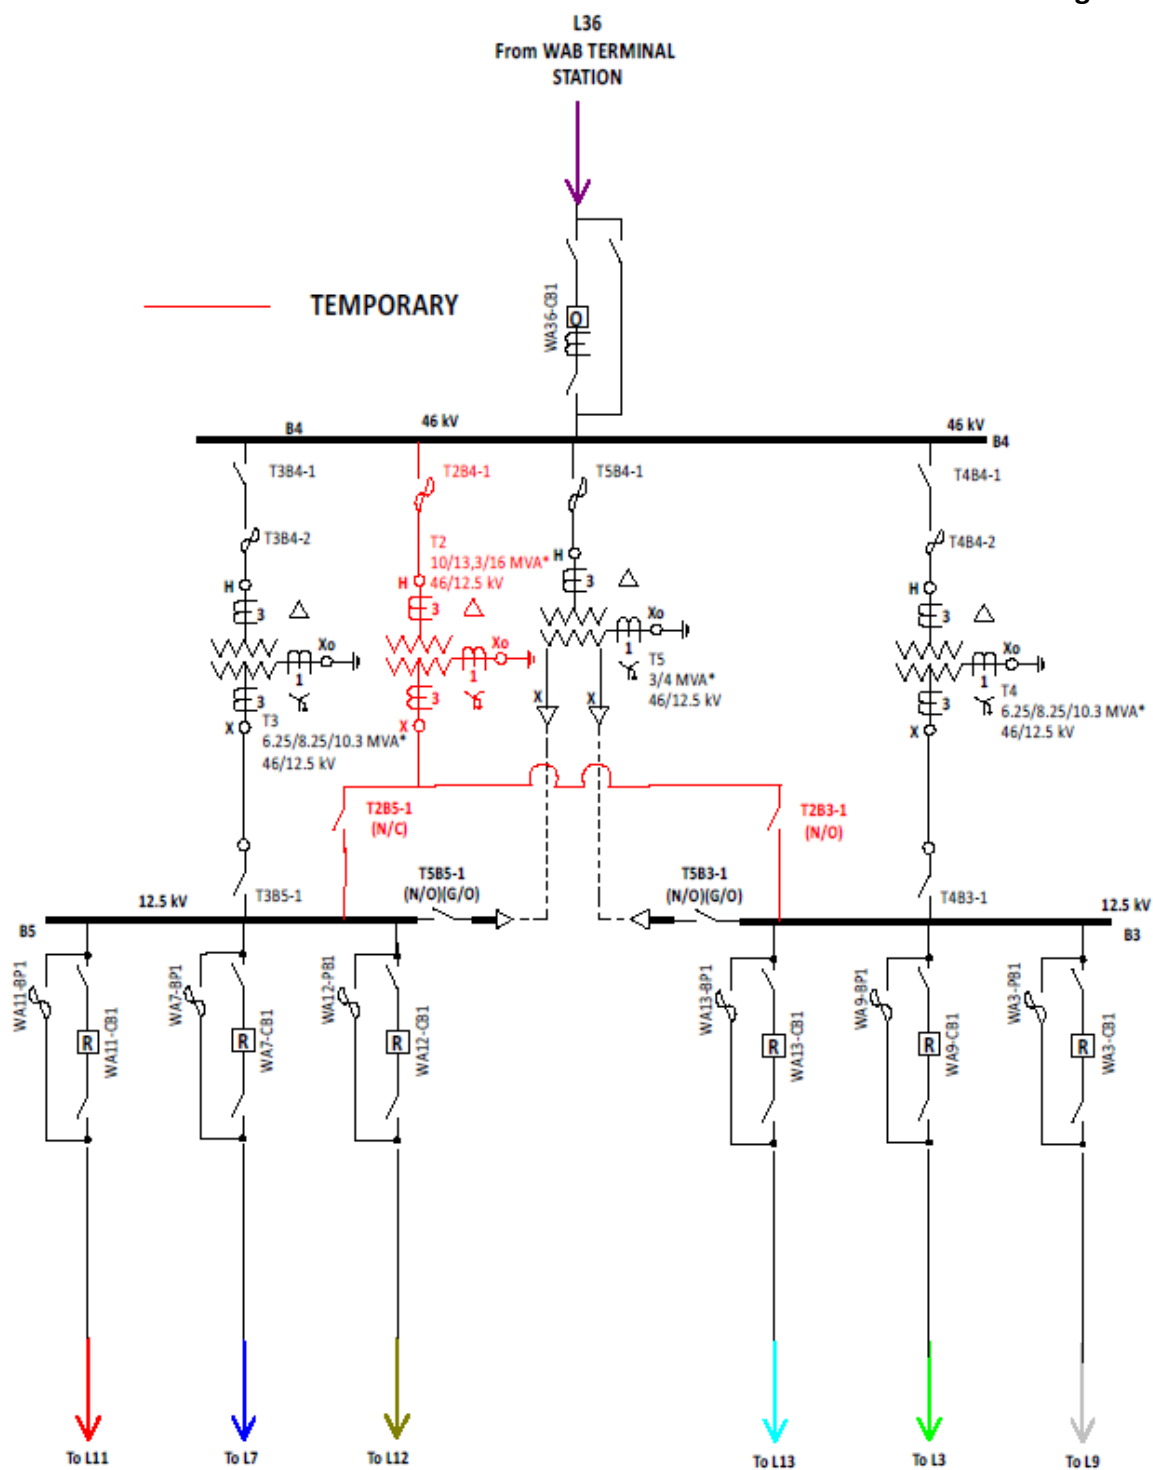 L36
From WAB TERMINAL
STATION
TEMPORARY
WA36-CB1
O
B4
46 kV
46 kV
B4
T3B4-1
T2B4-1
T5B4-1
T4B4-1
T3B4-2
T4B4-2
T2
10/13,3/16 MVA*
46/12.5 kV
H
H
H
H
3
3
3
3
Xo
Xo
Xo
Xo
1
1
1
1
T5
3/4 MVA*
46/12.5 kV
3
3
3
X
X
X
X
X
T3
6.25/8.25/10.3 MVA*
46/12.5 kV
T4
6.25/8.25/10.3 MVA*
46/12.5 kV
T2B5-1
(N/C)
T2B3-1
(N/O)
T5B5-1
(N/O)(G/O)
T5B3-1
(N/O)(G/O)
T3B5-1
T4B3-1
12.5 kV
12.5 kV
B5
B3
WA11-BP1
R
WA11-CB1
WA7-BP1
R
WA7-CB1
WA12-PB1
R
WA12-CB1
WA13-BP1
R
WA13-CB1
WA9-BP1
R
WA9-CB1
WA3-PB1
R
WA3-CB1
To L11
To L7
To L12
To L13
To L3
To L9